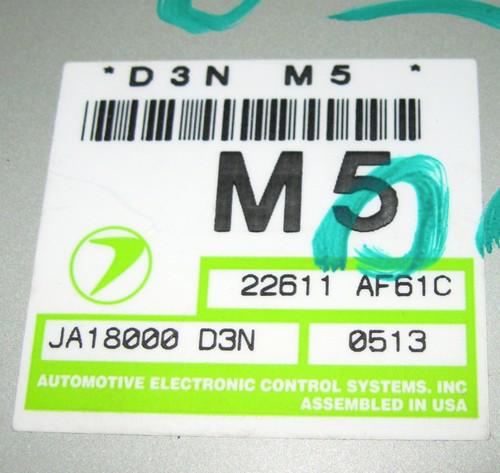 *D3N M5 *
M5
22611 AF61C
JA18000 D3N 0513
AUTOMOTIVE ELECTRONIC CONTROL SYSTEMS. INC
ASSEMBLED IN USA